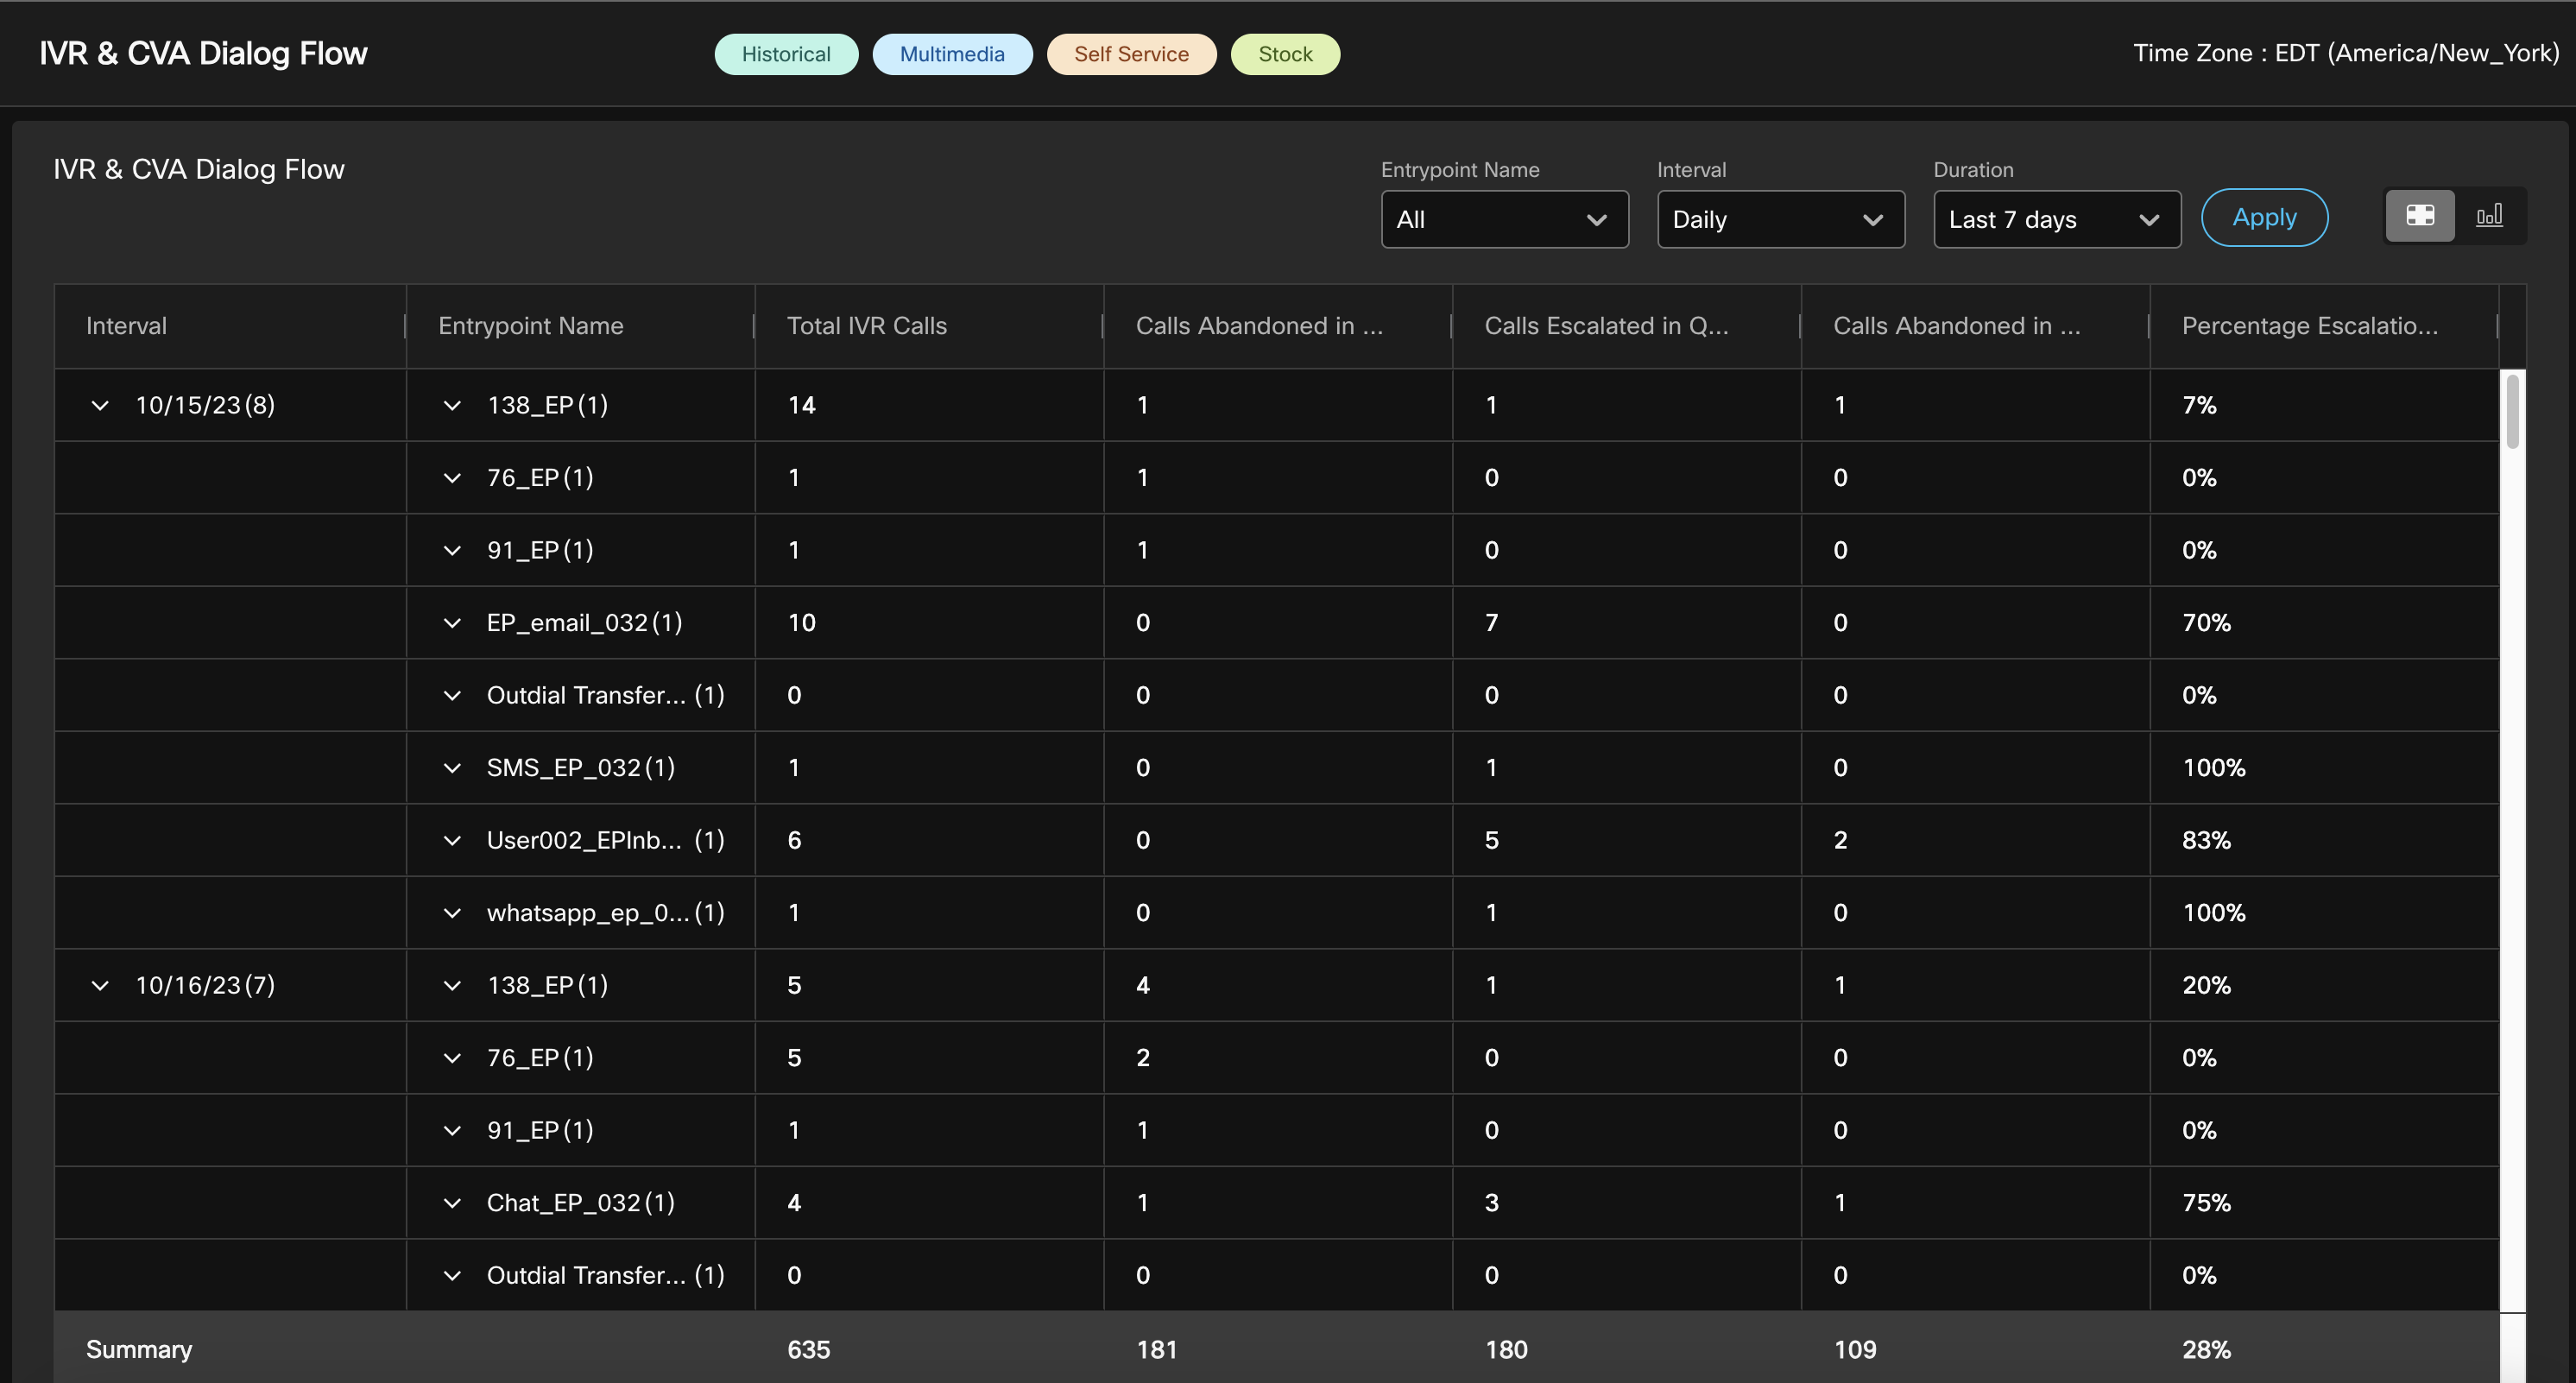 IVR & CVA Dialog Flow
Historical Multimedia Self Service Stock
Time Zone : EDT (America/New_York)
IVR & CVA Dialog Flow
Entrypoint Name Interval Duration
All Daily Last 7 days Apply
Interval Entrypoint Name Total IVR Calls Calls Abandoned in ... Calls Escalated in Q... Calls Abandoned in ... Percentage Escalatio...
10/15/23(8) 138_EP(1) 14 1 1 1 7%
76_EP(1) 1 1 0 0 0%
91_EP(1) 1 1 0 0 0%
EP_email_032(1) 10 0 7 0 70%
Outdial Transfer... (1) 0 0 0 0 0%
SMS_EP_032(1) 1 0 1 0 100%
User002_EPInb... (1) 6 0 5 2 83%
whatsapp_ep_0... (1) 1 0 1 0 100%
10/16/23(7) 138_EP(1) 5 4 1 1 20%
76_EP(1) 5 2 0 0 0%
91_EP(1) 1 1 0 0 0%
Chat_EP_032(1) 4 1 3 1 75%
Outdial Transfer... (1) 0 0 0 0 0%
Summary 635 181 180 109 28%